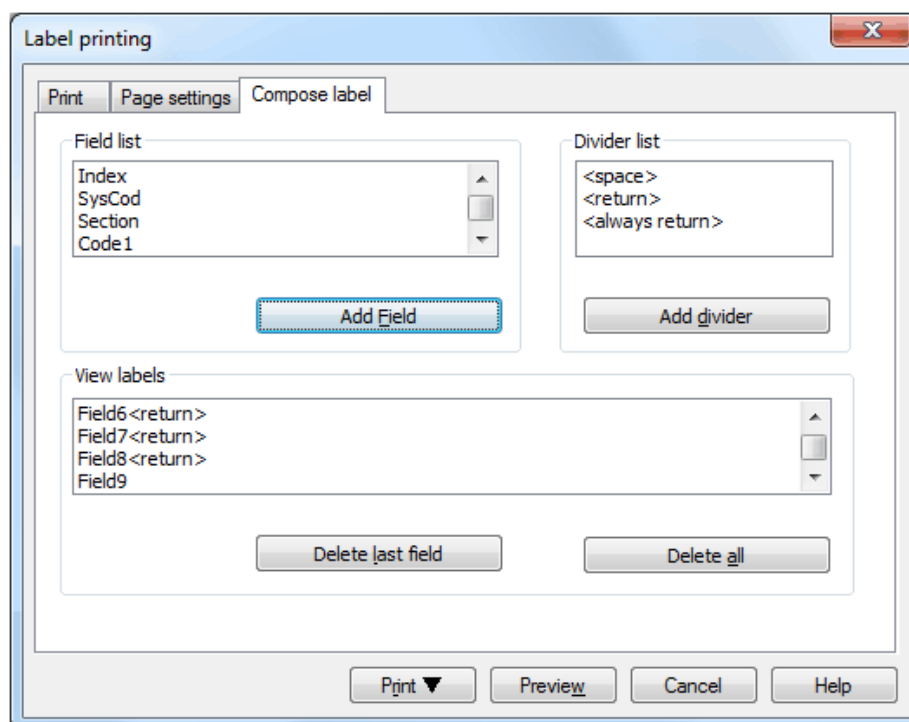 Label printing
Print
Page settings
Compose label
Field list
Index
SysCod
Section
Code1
Add Field
Divider list
<space>
<return>
<always return>
Add divider
View labels
Field6<return>
Field7<return>
Field8<return>
Field9
Delete last field
Delete all
Print ▼
Preview
Cancel
Help